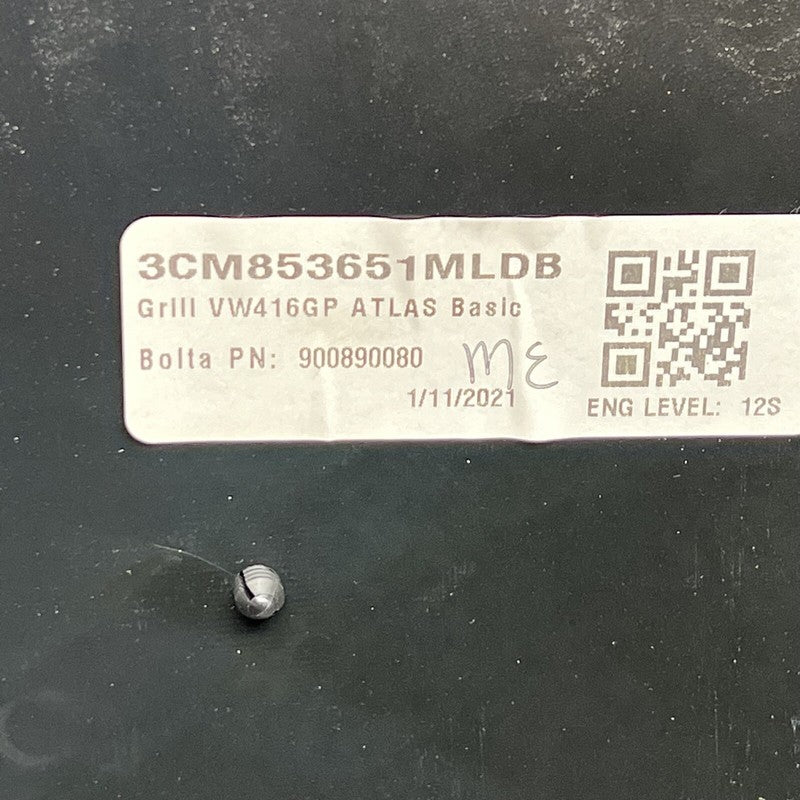 3CM853651MLDB
Grill VW416GP ATLAS Basic
Bolta PN: 900890080
ME
1/11/2021
ENG LEVEL: 12S